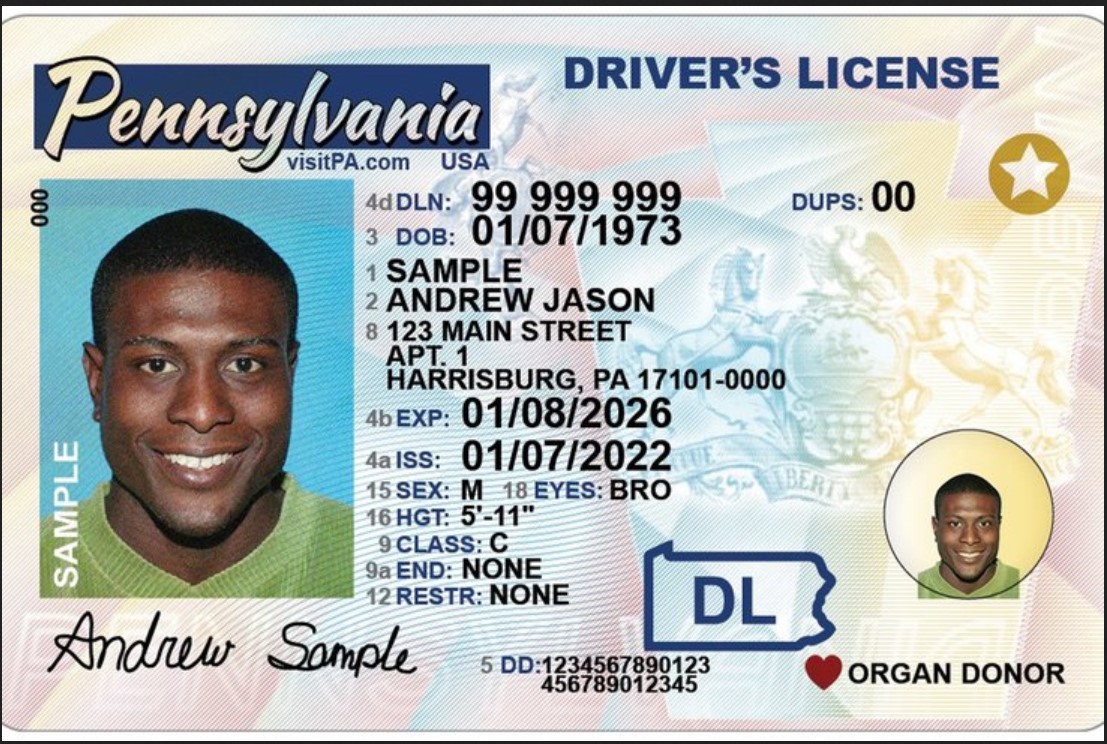 Pennsylvania
visitPA.com USA
DRIVER'S LICENSE
000
SAMPLE
4d DLN: 99 999 999 DUPS: 00
3 DOB: 01/07/1973
1 SAMPLE
2 ANDREW JASON
8 123 MAIN STREET
APT. 1
HARRISBURG, PA 17101-0000
4b EXP: 01/08/2026
4a ISS: 01/07/2022
15 SEX: M 18 EYES: BRO
16 HGT: 5'-11"
9 CLASS: C
9a END: NONE
12 RESTR: NONE
DL
Andrew Sample
5 DD:1234567890123
456789012345
ORGAN DONOR